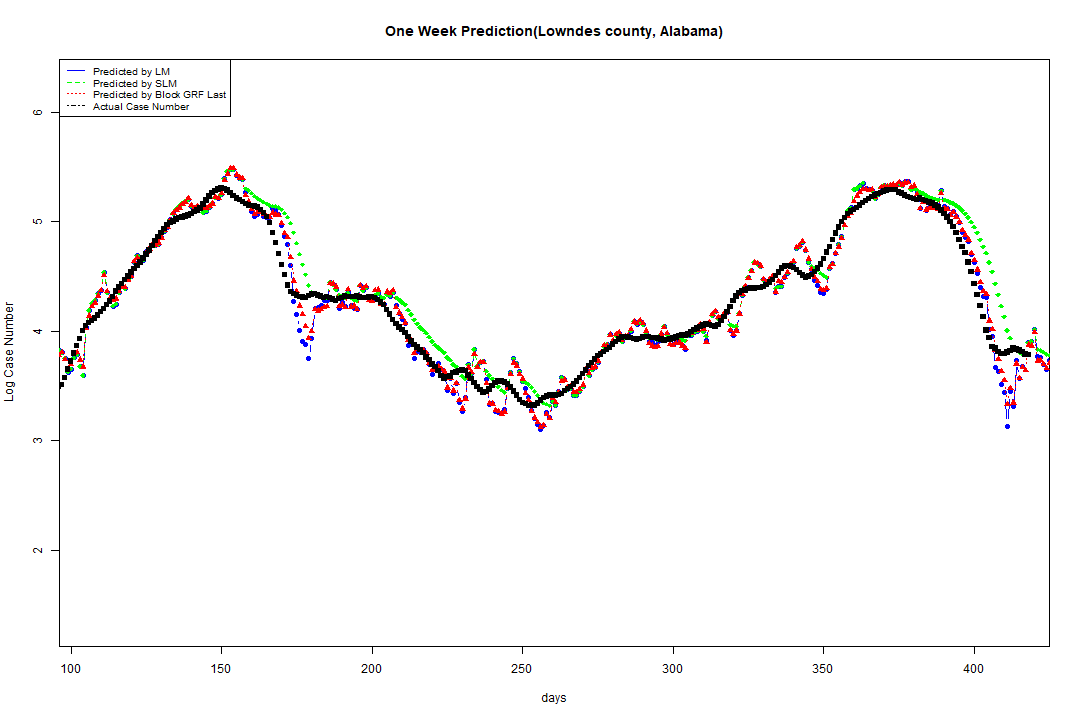 One Week Prediction(Lowndes county, Alabama)
Predicted by LM
Predicted by SLM
Predicted by Block GRF Last
Actual Case Number
6
5
4
3
2
Log Case Number
100 150 200 250 300 350 400
days